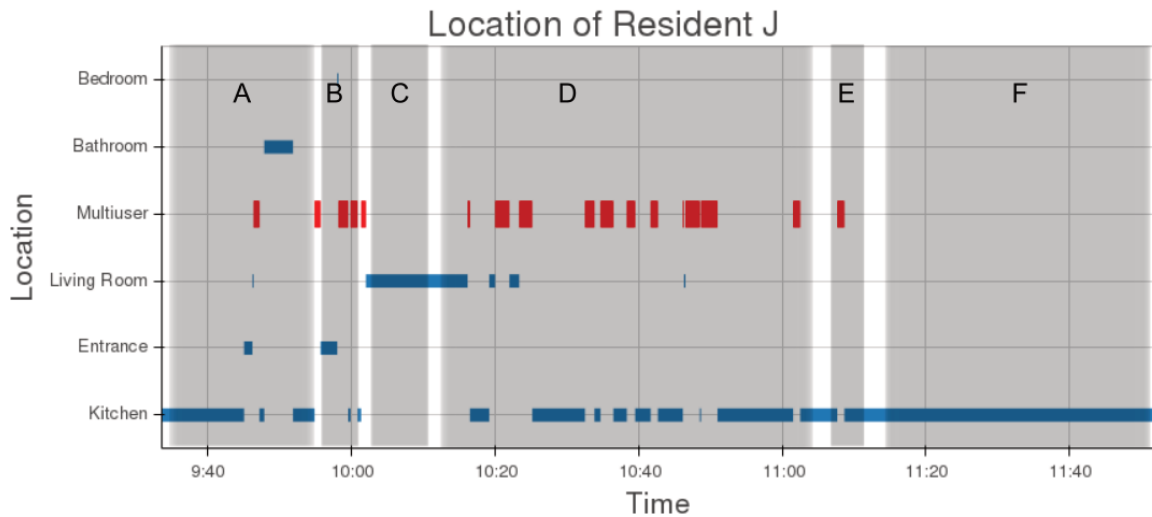 Location of Resident J
Bedroom
A B C D E F
Bathroom
Multiuser
Living Room
Entrance
Kitchen
Location
9:40 10:00 10:20 10:40 11:00 11:20 11:40
Time